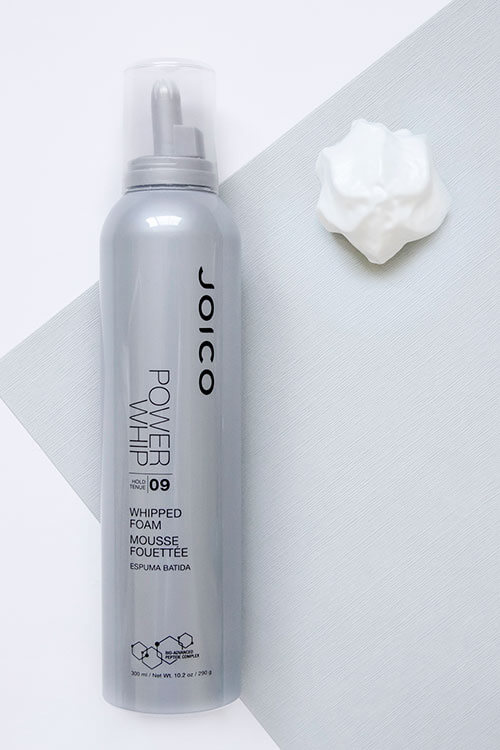 JOICO
POWER
WHIP
HOLD
TENUE
09
WHIPPED
FOAM
MOUSSE
FOUETTÉE
ESPUMA BATIDA
BIO-ADVANCED
PEPTIDE COMPLEX
300 ml / Net Wt. 10.2 oz / 290 g